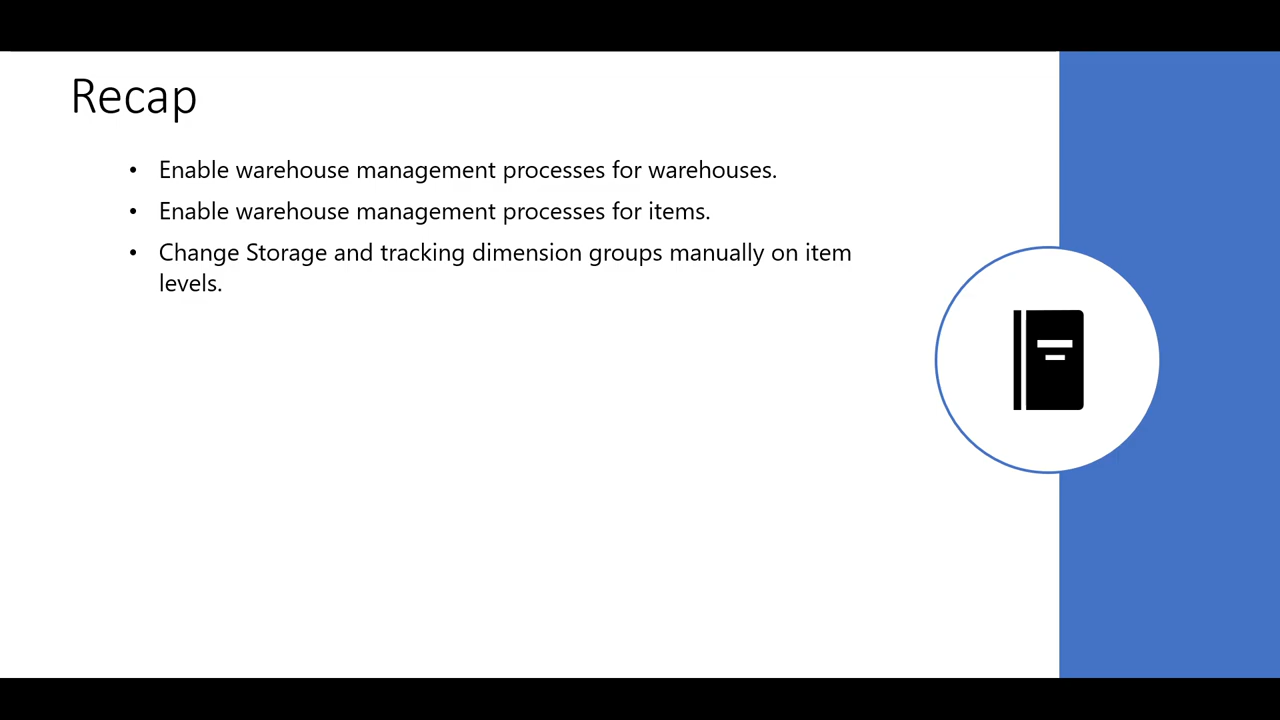 Recap
• Enable warehouse management processes for warehouses.
• Enable warehouse management processes for items.
• Change Storage and tracking dimension groups manually on item
levels.